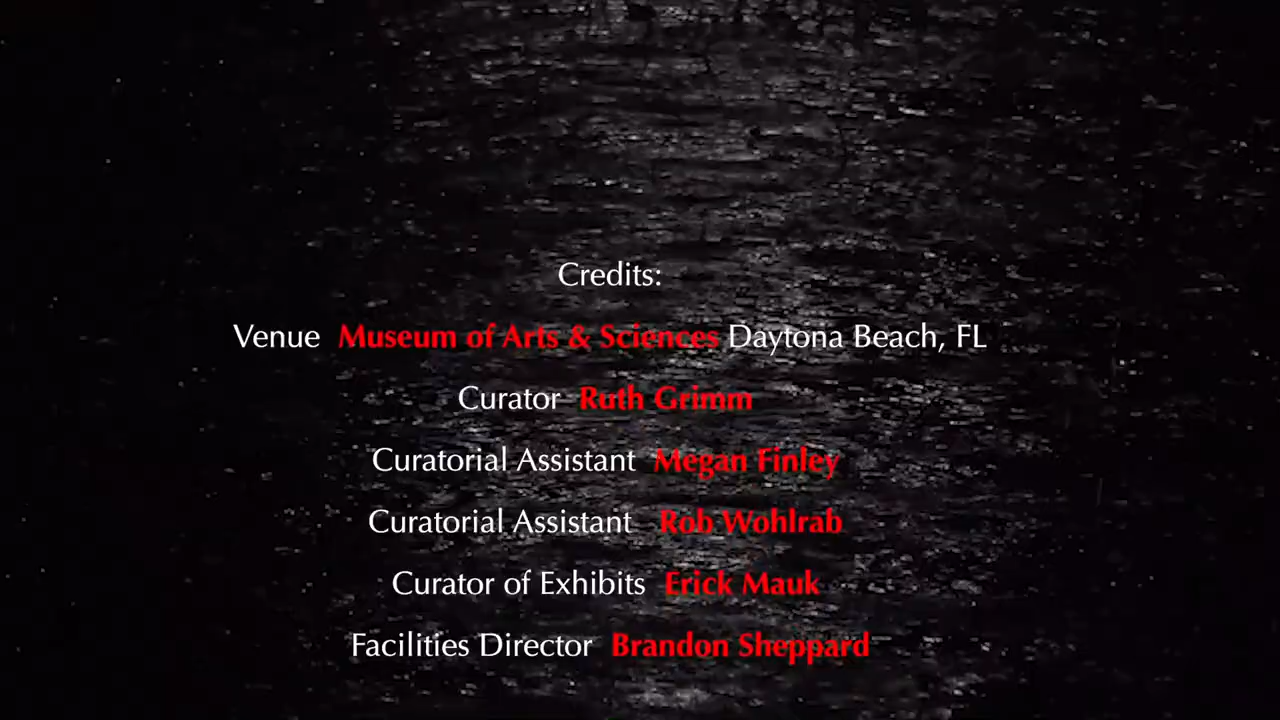 Credits:
Venue Museum of Arts & Sciences Daytona Beach, FL
Curator Ruth Grimm
Curatorial Assistant Megan Finley
Curatorial Assistant Rob Wohlrab
Curator of Exhibits Erick Mauk
Facilities Director Brandon Sheppard